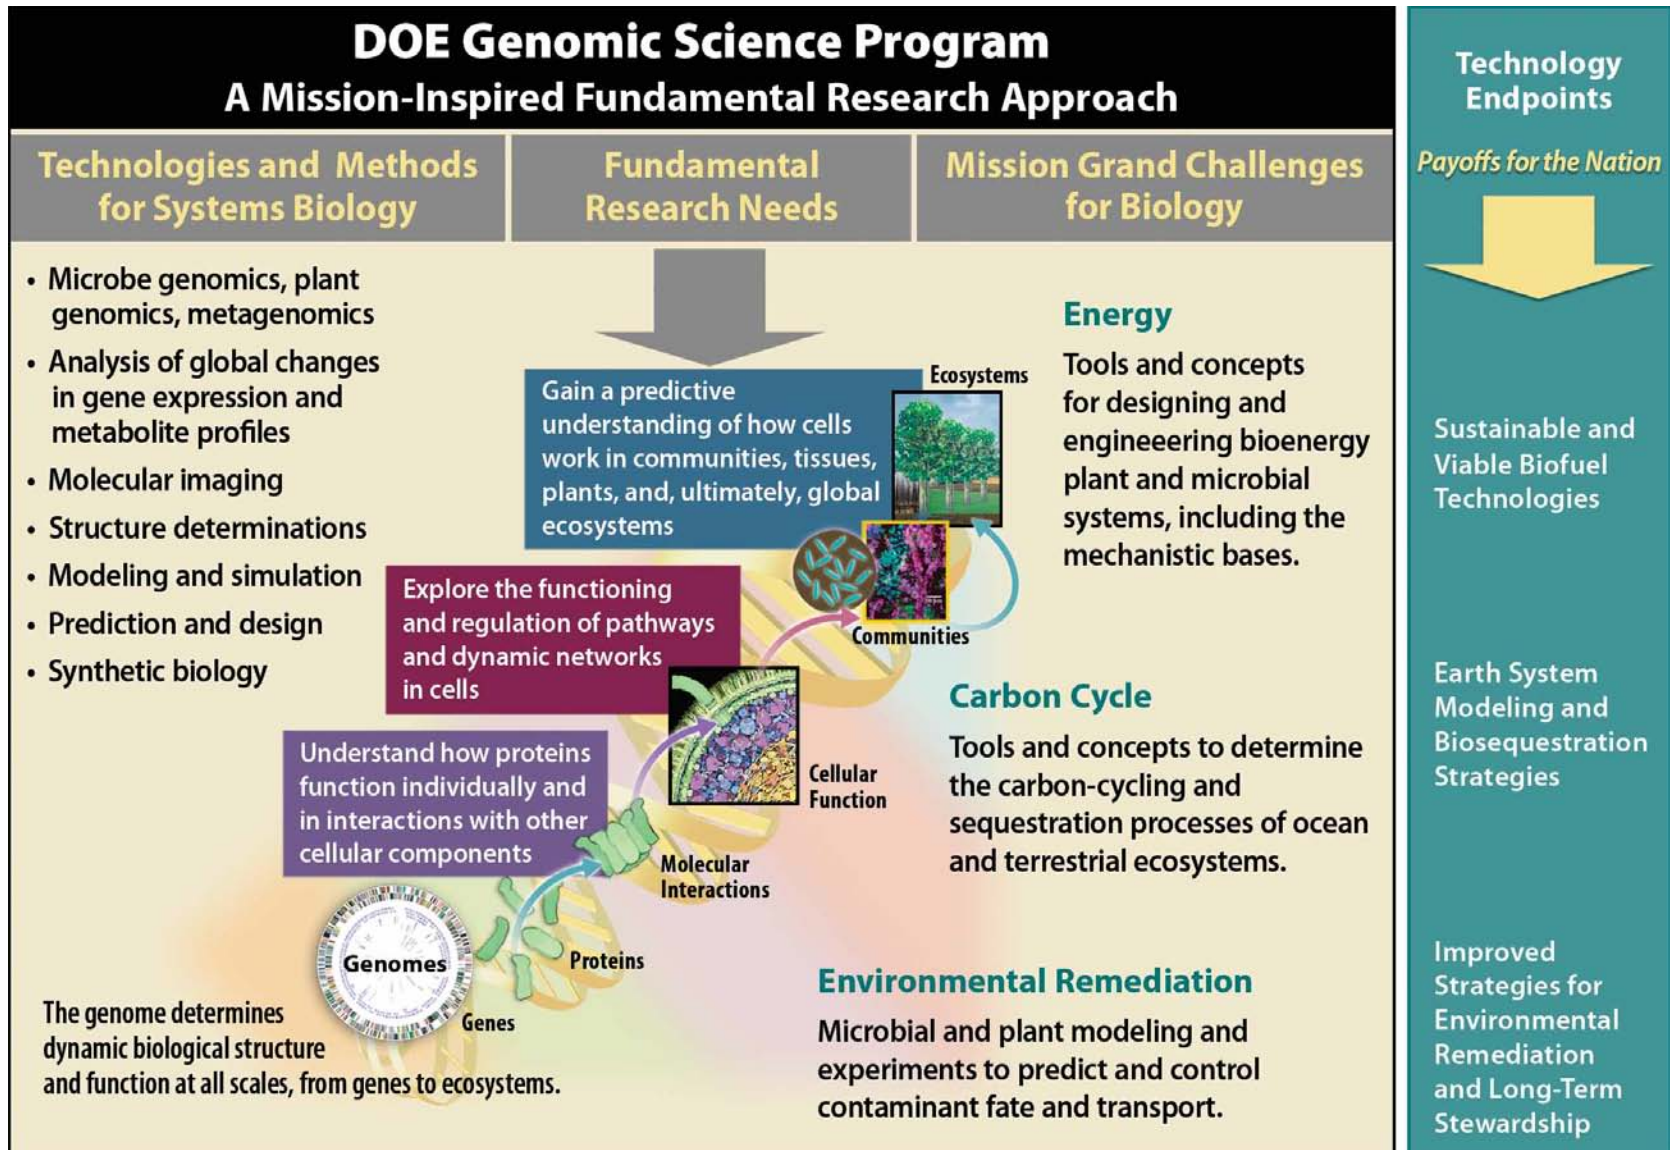 DOE Genomic Science Program
A Mission-Inspired Fundamental Research Approach
Technologies and Methods
for Systems Biology
• Microbe genomics, plant
genomics, metagenomics
• Analysis of global changes
in gene expression and
metabolite profiles
• Molecular imaging
• Structure determinations
• Modeling and simulation
• Prediction and design
• Synthetic biology
Fundamental
Research Needs
Gain a predictive
understanding of how cells
work in communities, tissues,
plants, and, ultimately, global
ecosystems
Ecosystems
Communities
Explore the functioning
and regulation of pathways
and dynamic networks
in cells
Cellular
Function
Understand how proteins
function individually and
in interactions with other
cellular components
Molecular
Interactions
Proteins
Genomes
Genes
The genome determines
dynamic biological structure
and function at all scales, from genes to ecosystems.
Mission Grand Challenges
for Biology
Energy
Tools and concepts
for designing and
engineeering bioenergy
plant and microbial
systems, including the
mechanistic bases.
Carbon Cycle
Tools and concepts to determine
the carbon-cycling and
sequestration processes of ocean
and terrestrial ecosystems.
Environmental Remediation
Microbial and plant modeling and
experiments to predict and control
contaminant fate and transport.
Technology
Endpoints
Payoffs for the Nation
Sustainable and
Viable Biofuel
Technologies
Earth System
Modeling and
Biosequestration
Strategies
Improved
Strategies for
Environmental
Remediation
and Long-Term
Stewardship